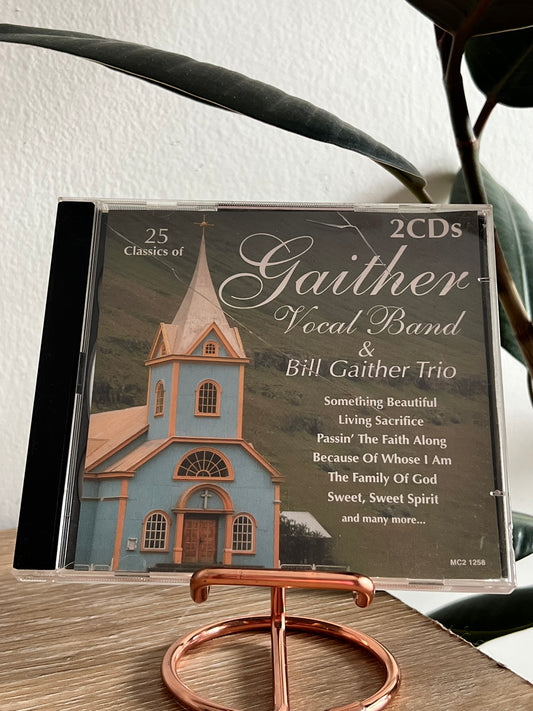 2CDs
25
Classics of
Gaither
Vocal Band
&
Bill Gaither Trio
Something Beautiful
Living Sacrifice
Passin' The Faith Along
Because Of Whose I Am
The Family Of God
Sweet, Sweet Spirit
and many more...
MC2 1258